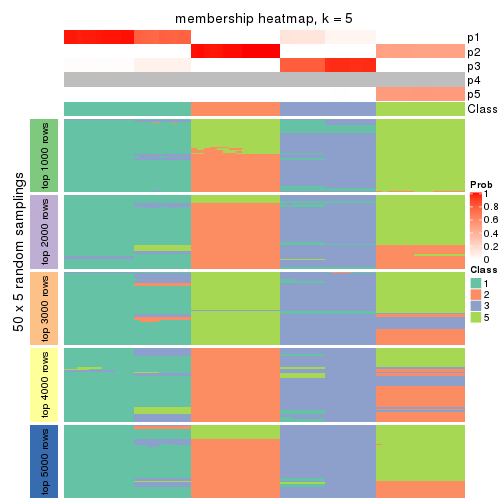 membership heatmap, k = 5
p1
p2
p3
p4
p5
Class
50 x 5 random samplings
top 1000 rows
top 2000 rows
top 3000 rows
top 4000 rows
top 5000 rows
Prob
1
0.8
0.6
0.4
0.2
0
Class
1
2
3
5